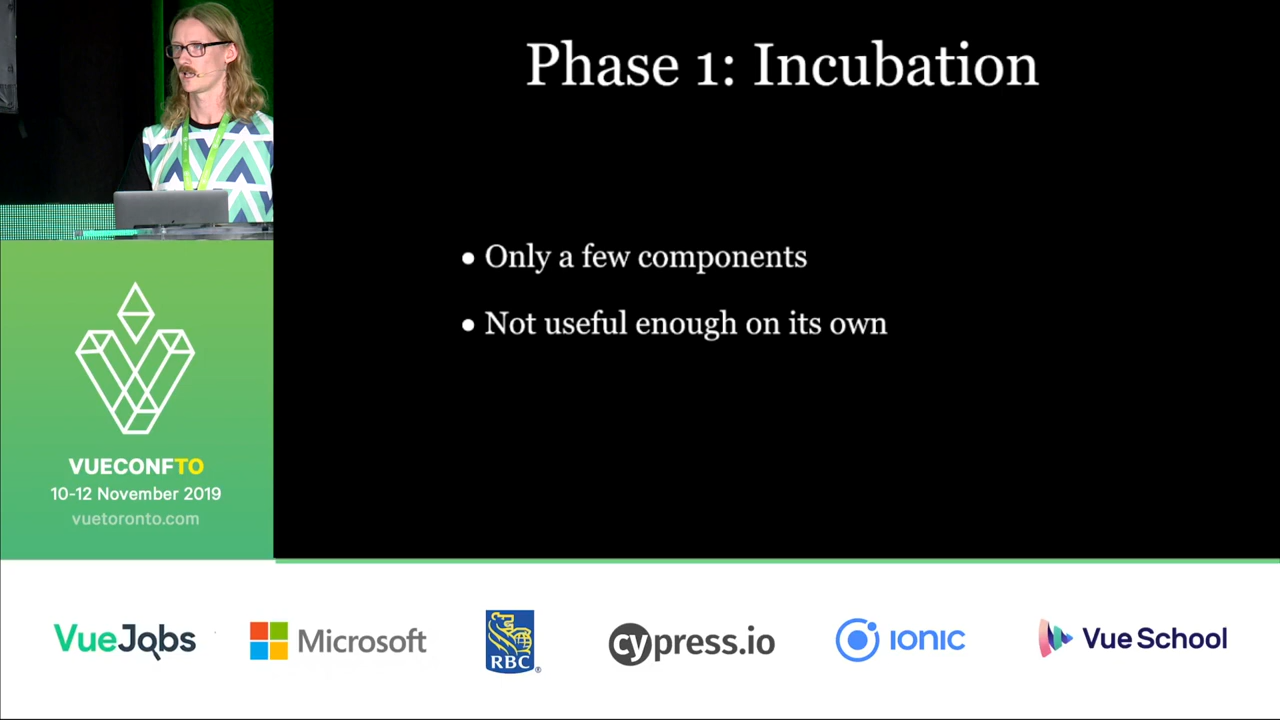 Phase 1: Incubation
• Only a few components
• Not useful enough on its own
VUECONFTO
10-12 November 2019
vuetoronto.com
VueJobs
Microsoft
RBC
®
cypress.io
IONIC
Vue School